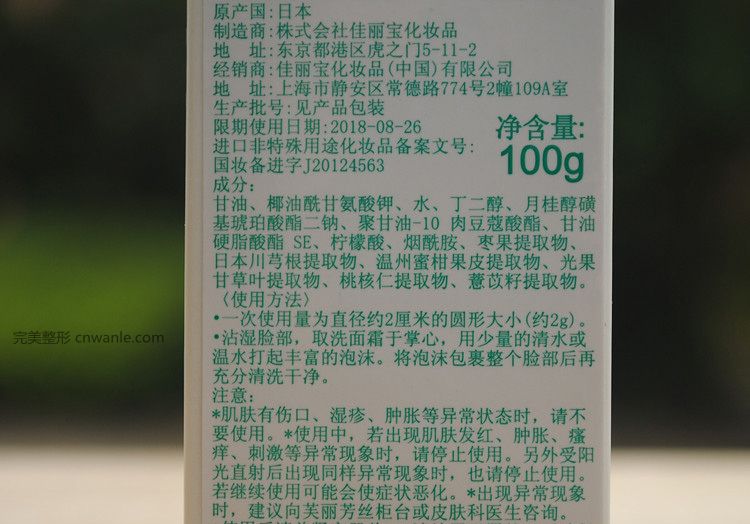 原产国:日本
制造商:株式会社佳丽宝化妆品
地　址:东京都港区虎之门5-11-2
经销商:佳丽宝化妆品(中国)有限公司
地　址:上海市静安区常德路774号2幢109A室
生产批号:见产品包装
限期使用日期:2018-08-26
进口非特殊用途化妆品备案文号:
国妆备进字J20124563
净含量:
100g
成分:
甘油、椰油酰甘氨酸钾、水、丁二醇、月桂醇磺
基琥珀酸酯二钠、聚甘油-10 肉豆蔻酸酯、甘油
硬脂酸酯 SE、柠檬酸、烟酰胺、枣果提取物、
日本川芎根提取物、温州蜜柑果皮提取物、光果
甘草叶提取物、桃核仁提取物、薏苡籽提取物。
〈使用方法〉
•一次使用量为直径约2厘米的圆形大小(约2g)。
•沾湿脸部，取洗面霜于掌心，用少量的清水或
温水打起丰富的泡沫。将泡沫包裹整个脸部后再
充分清洗干净。
注意:
*肌肤有伤口、湿疹、肿胀等异常状态时，请不
要使用。*使用中，若出现肌肤发红、肿胀、瘙
痒、刺激等异常现象时，请停止使用。另外受阳
光直射后出现同样异常现象时，也请停止使用。
若继续使用可能会使症状恶化。*出现异常现象
时，建议向芙丽芳丝柜台或皮肤科医生咨询。
完美整形 cnwanle.com